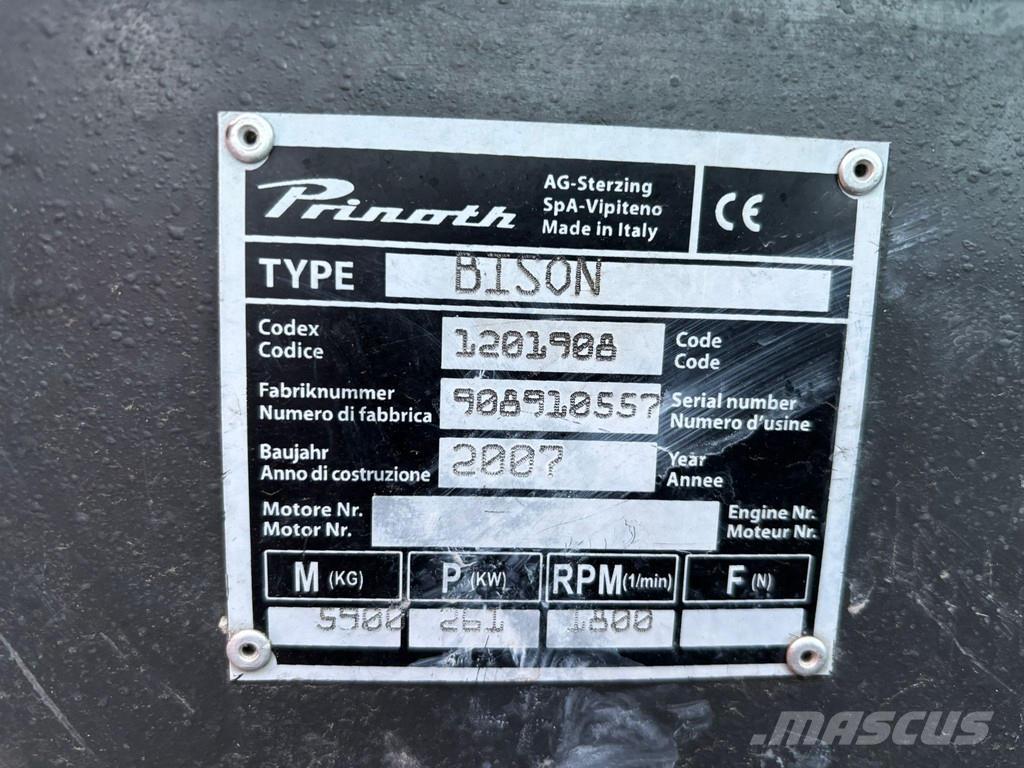 Prinoth
AG-Sterzing
SpA-Vipiteno
Made in Italy
CE
TYPE BISON
Codex
Codice
1201908
Code
Code
Fabriknummer
Numero di fabbrica
908910557
Serial number
Numero d'usine
Baujahr
Anno di costruzione
2007
Year
Annee
Motore Nr.
Motor Nr.
Engine Nr.
Moteur Nr.
M (KG) P (KW) RPM (1/min) F (N)
5900 261 1800
MASCUS